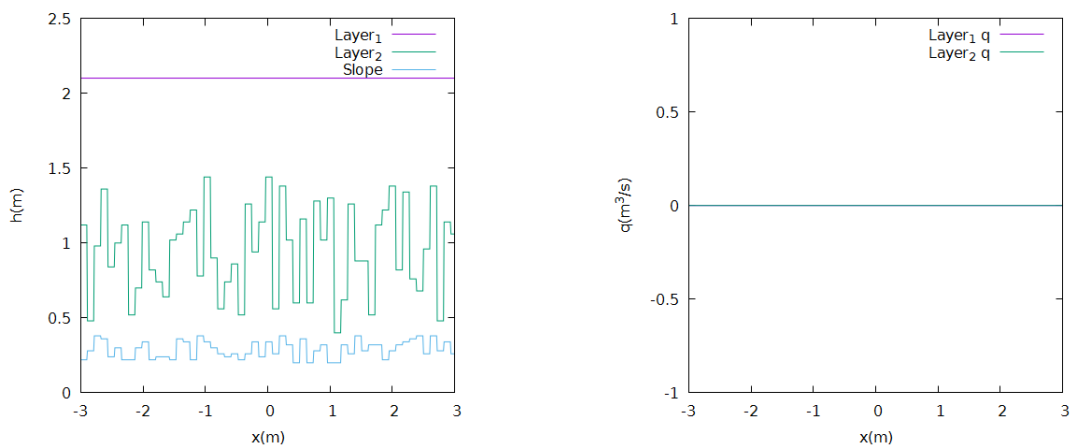 2.5
2
1.5
1
0.5
0
h(m)
Layer1
Layer2
Slope
-3 -2 -1 0 1 2 3
x(m)
1
0.5
0
-0.5
-1
q(m3/s)
Layer1 q
Layer2 q
-3 -2 -1 0 1 2 3
x(m)